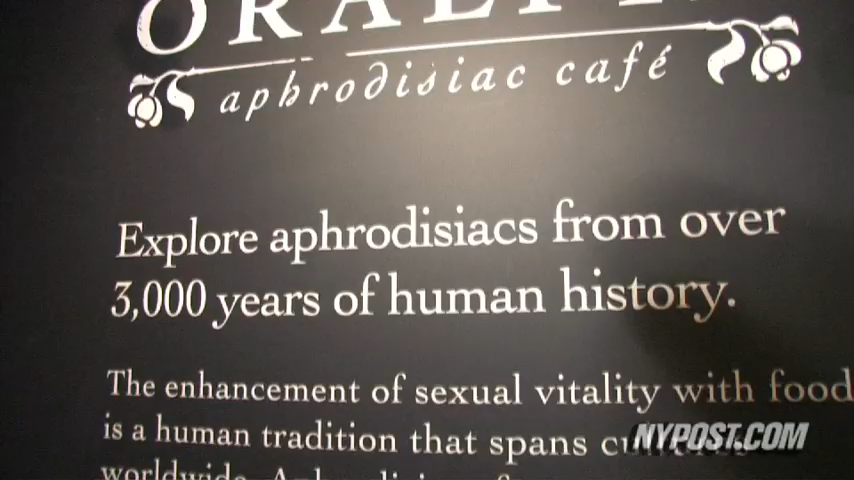 aphrodisiac café
Explore aphrodisiacs from over
3,000 years of human history.
The enhancement of sexual vitality with food
is a human tradition that spans
NYPOST.COM